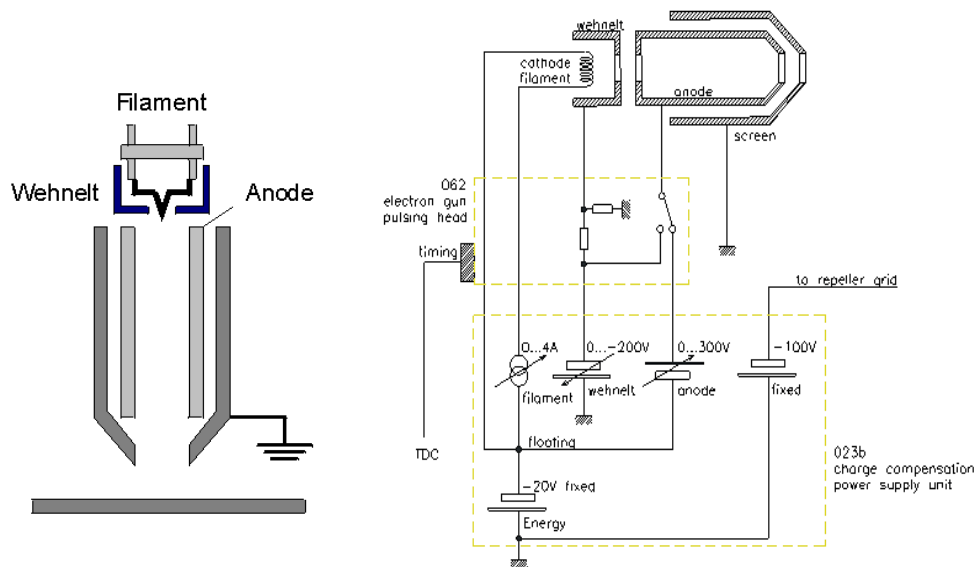 Filament
Wehnelt
Anode
wehnelt
cathode
filament
anode
screen
062
electron gun
pulsing head
timing
to repeller grid
0...4A
0...-200V
0...300V
-100V
filament
wehnelt
anode
fixed
flooting
TDC
-20V fixed
Energy
023b
charge compensation
power supply unit